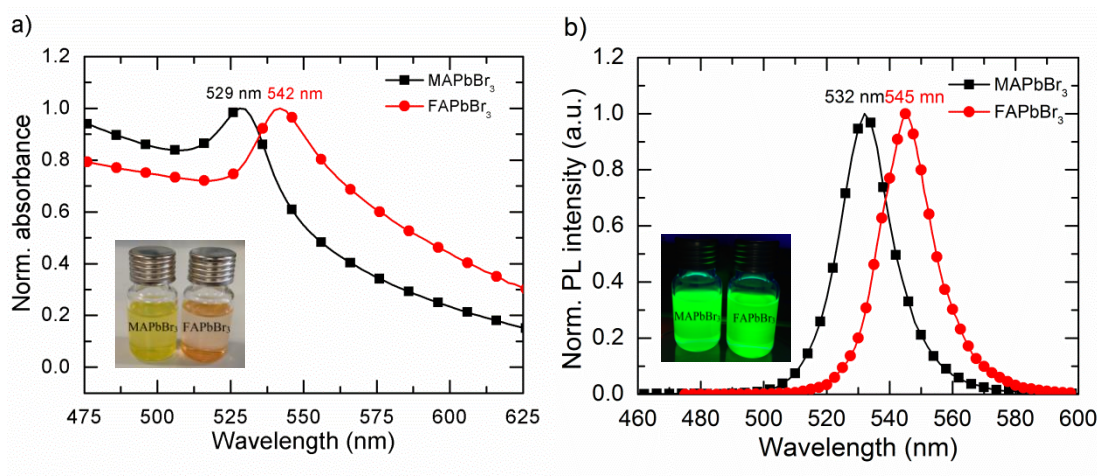 a)
1.2
1.0
0.8
0.6
0.4
0.2
0.0
Norm. absorbance
529 nm 542 nm
MAPbBr₃
FAPbBr₃
MAPbBr₃ FAPbBr₃
475 500 525 550 575 600 625
Wavelength (nm)
b)
1.2
1.0
0.8
0.6
0.4
0.2
0.0
Norm. PL intensity (a.u.)
532 nm 545 mn
MAPbBr₃
FAPbBr₃
MAPbBr₃ FAPbBr₃
460 480 500 520 540 560 580 600
Wavelength (nm)